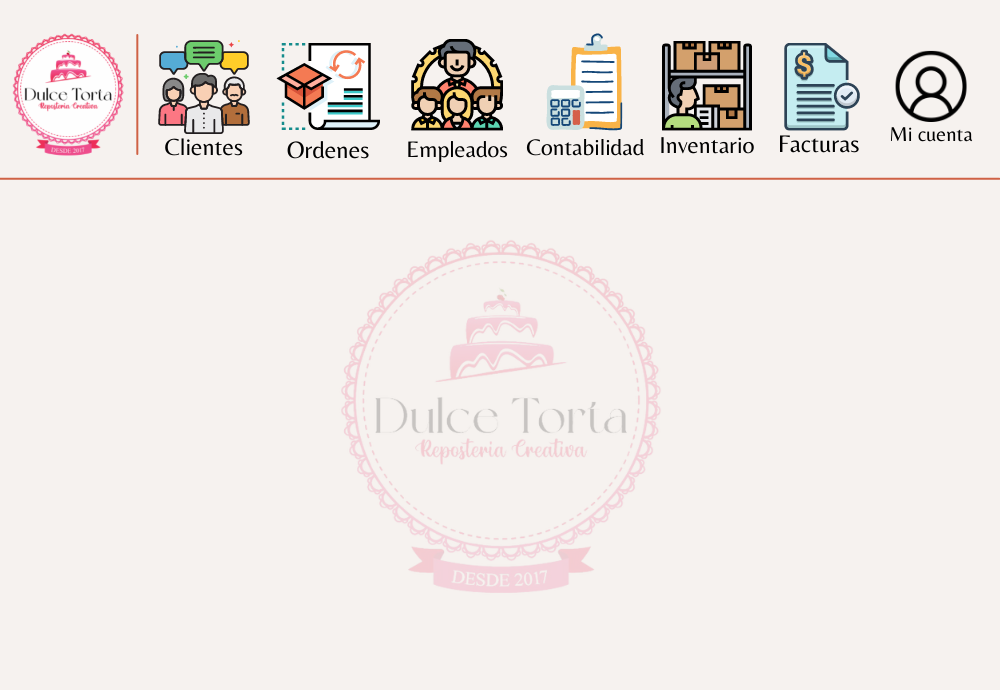 Dulce Torta
Reposteria Creativa
DESDE 2017
Clientes
Ordenes
Empleados
Contabilidad
Inventario
Facturas
Mi cuenta
Dulce Torta
Reposteria Creativa
DESDE 2017